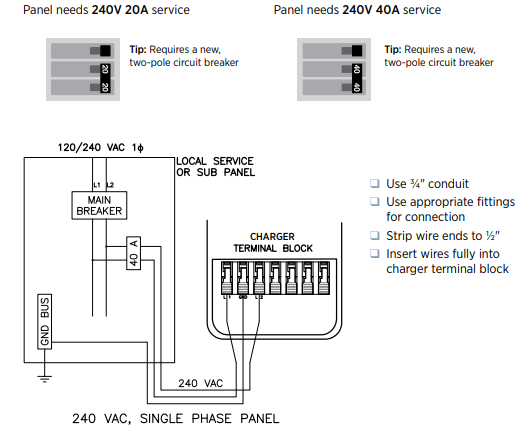 Panel needs 240V 20A service
Tip: Requires a new,
two-pole circuit breaker
20
20
Panel needs 240V 40A service
Tip: Requires a new,
two-pole circuit breaker
40
40
120/240 VAC 1ϕ
LOCAL SERVICE
OR SUB PANEL
L1 L2
MAIN
BREAKER
40 A
GND BUS
CHARGER
TERMINAL BLOCK
L1 GND L2
240 VAC
240 VAC, SINGLE PHASE PANEL
❑ Use ¾” conduit
❑ Use appropriate fittings
for connection
❑ Strip wire ends to ½”
❑ Insert wires fully into
charger terminal block